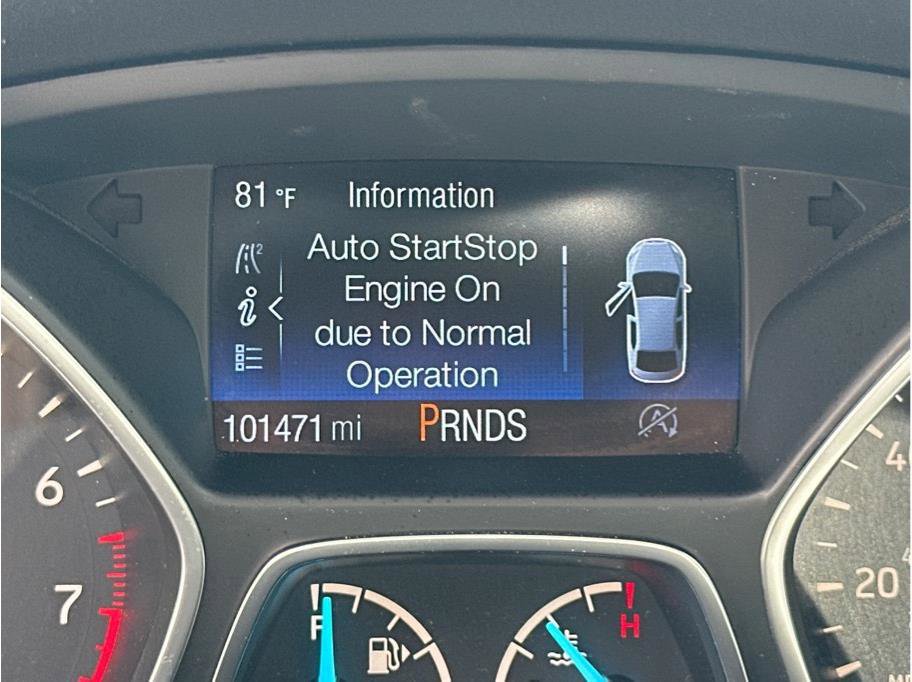 81 °F Information
Auto StartStop
Engine On
due to Normal
Operation
101471 mi PRNDS
6
7
F
H
20